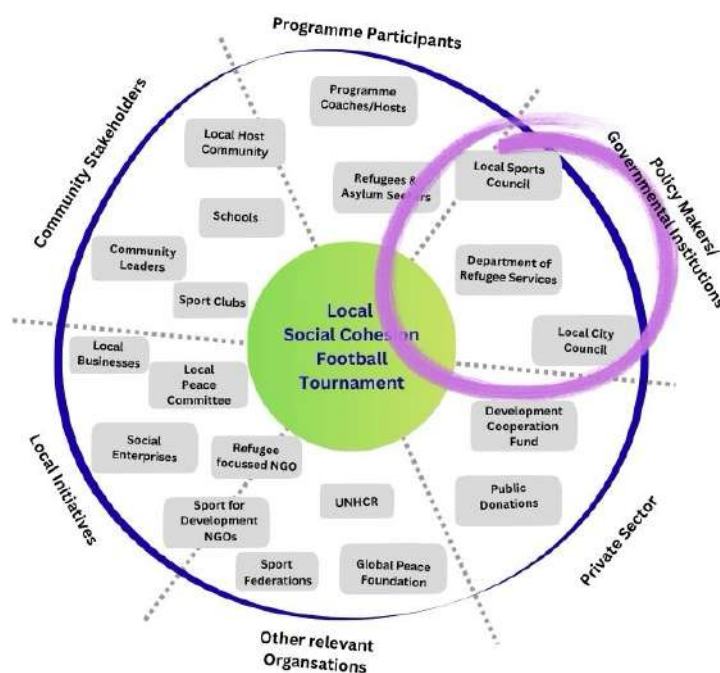 Programme Participants
Programme
Coaches/Hosts
Refugees &
Asylum Seekers
Policy Makers/
Governmental Institutions
Local Sports
Council
Department of
Refugee Services
Local City
Council
Private Sector
Development
Cooperation
Fund
Public
Donations
Other relevant
Organsations
UNHCR
Global Peace
Foundation
Sport
Federations
Sport for
Development
NGOs
Refugee
focussed NGO
Local Initiatives
Local
Businesses
Local
Peace
Committee
Social
Enterprises
Community Stakeholders
Local Host
Community
Schools
Community
Leaders
Sport Clubs
Local
Social Cohesion
Football
Tournament